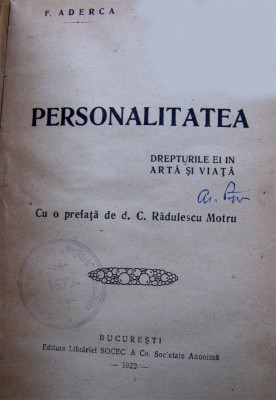 F. ADERCA
PERSONALITATEA
DREPTURILE EI IN
ARTĂ ȘI VIAȚĂ
Cu o prefață de d. C. Rădulescu Motru
BUCUREȘTI
Editura Librăriei SOCEC & Co. Societate Anonimă
— 1922 —